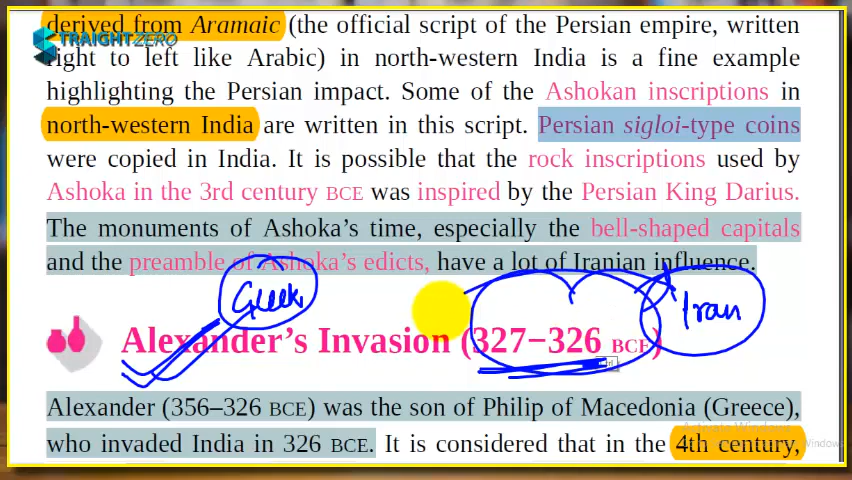 derived from Aramaic (the official script of the Persian empire, written
STRAIGHTZERO
right to left like Arabic) in north-western India is a fine example
highlighting the Persian impact. Some of the Ashokan inscriptions in
north-western India are written in this script. Persian sigloi-type coins
were copied in India. It is possible that the rock inscriptions used by
Ashoka in the 3rd century BCE was inspired by the Persian King Darius.
The monuments of Ashoka's time, especially the bell-shaped capitals
and the preamble of Ashoka's edicts, have a lot of Iranian influence.
Greek
Iran
Alexander's Invasion (327–326 BCE)
Alexander (356–326 BCE) was the son of Philip of Macedonia (Greece),
who invaded India in 326 BCE. It is considered that in the 4th century,
Activate Windows